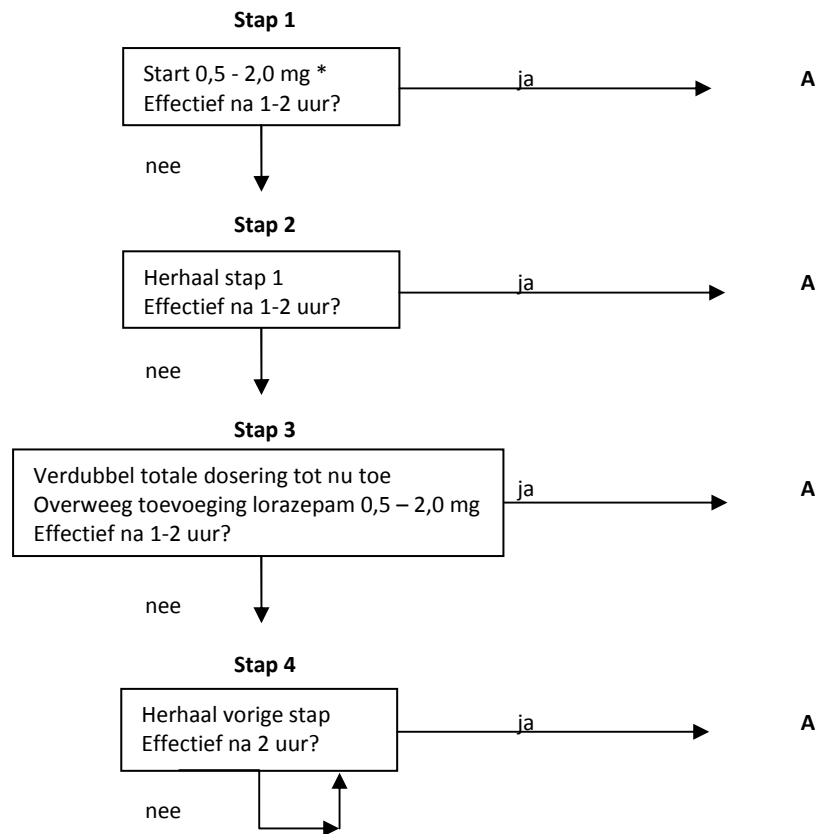 Stap 1
Start 0,5 - 2,0 mg *
Effectief na 1-2 uur?
ja
A
nee
Stap 2
Herhaal stap 1
Effectief na 1-2 uur?
ja
A
nee
Stap 3
Verdubbel totale dosering tot nu toe
Overweeg toevoeging lorazepam 0,5 – 2,0 mg
Effectief na 1-2 uur?
ja
A
nee
Stap 4
Herhaal vorige stap
Effectief na 2 uur?
ja
A
nee